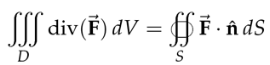 ∭_D div(F⃗) dV = ∯_S F⃗ · n̂ dS